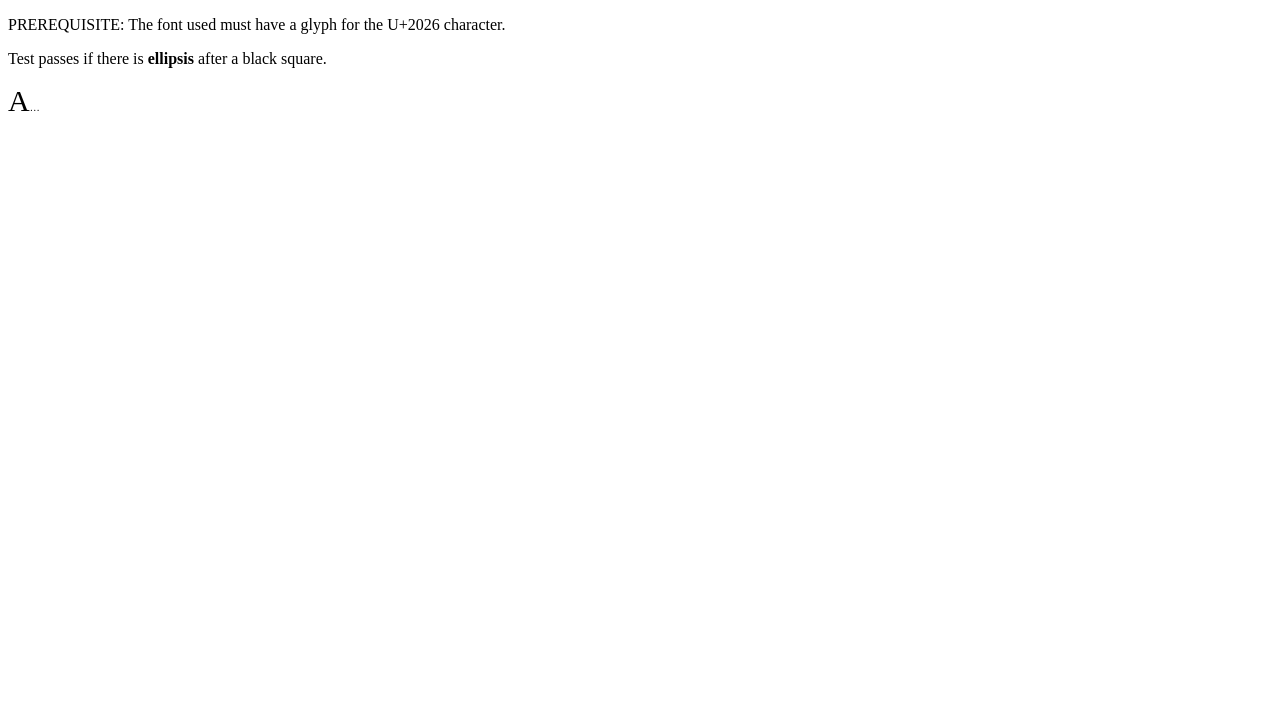 PREREQUISITE: The font used must have a glyph for the U+2026 character.
Test passes if there is ellipsis after a black square.
A…